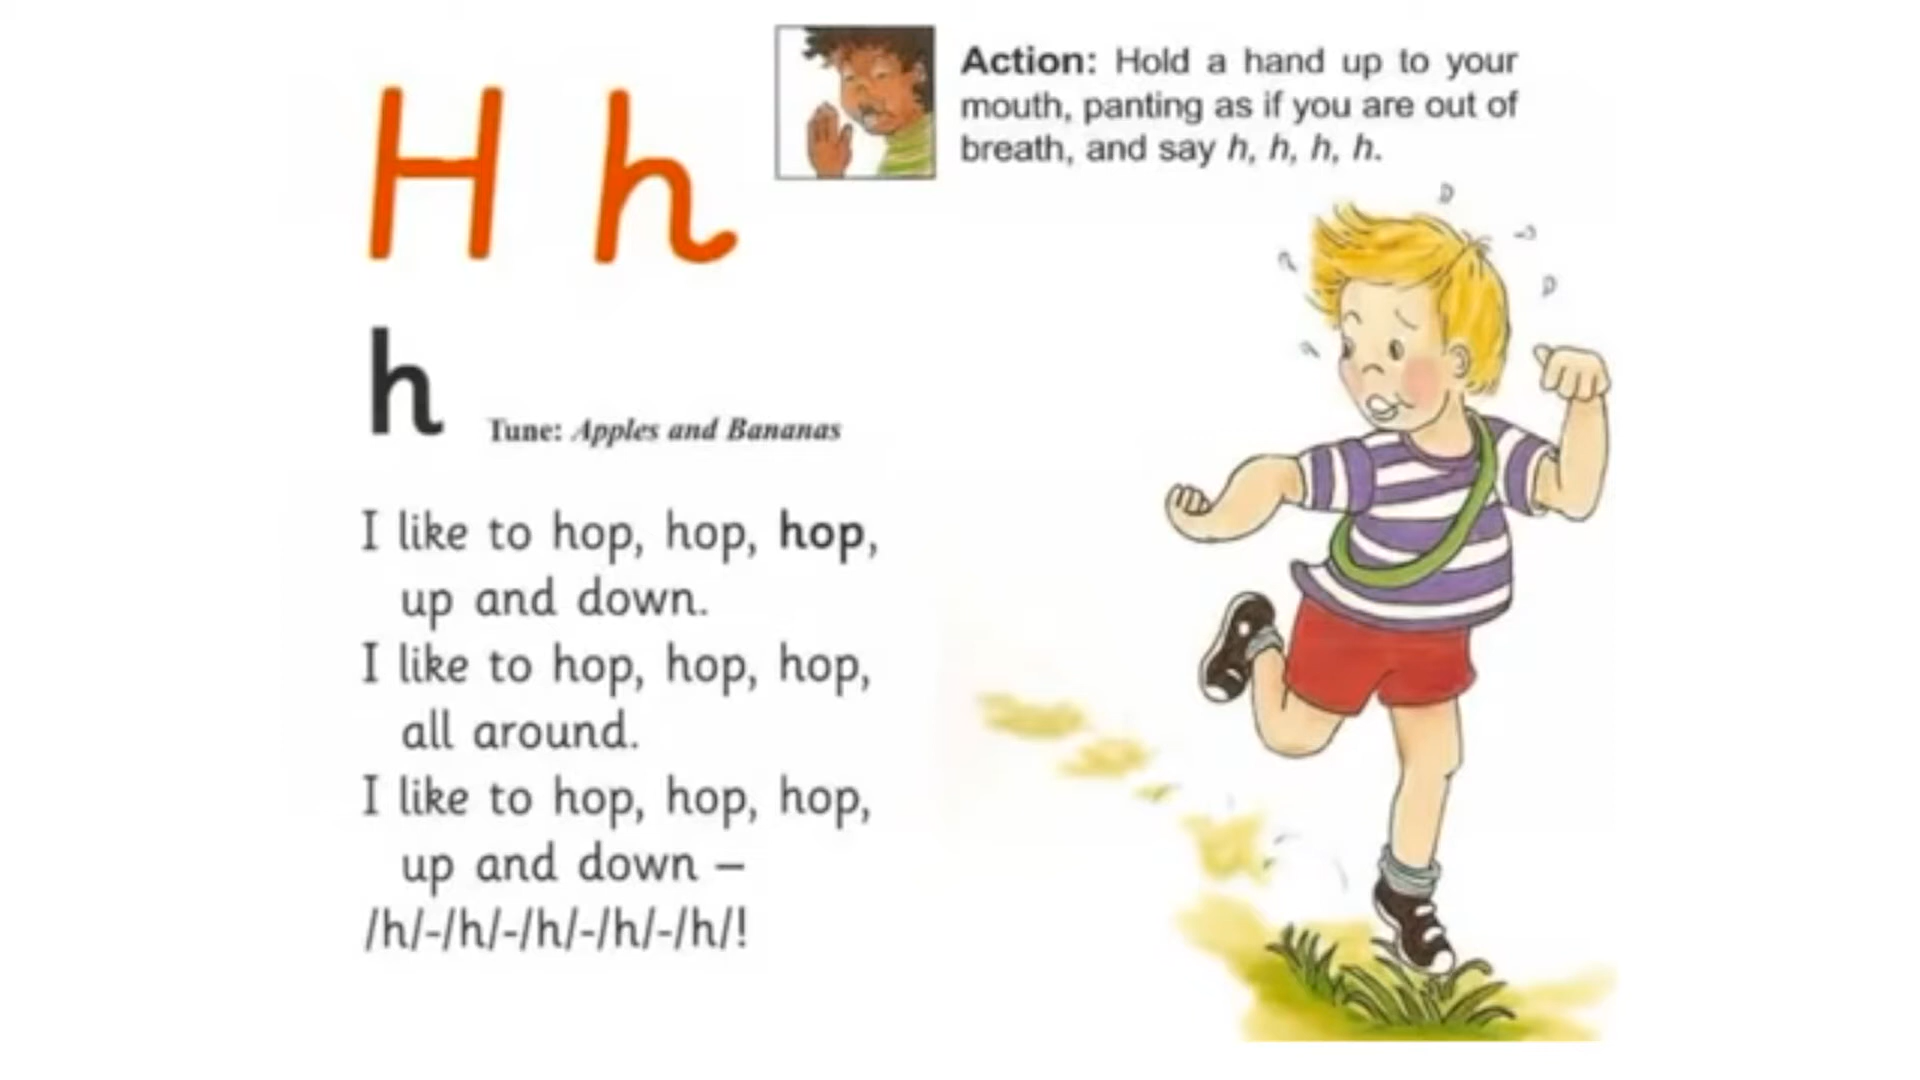 H h
Action: Hold a hand up to your
mouth, panting as if you are out of
breath, and say h, h, h, h.
h
Tune: Apples and Bananas
I like to hop, hop, hop,
up and down.
I like to hop, hop, hop,
all around.
I like to hop, hop, hop,
up and down –
/h/-/h/-/h/-/h/-/h/!